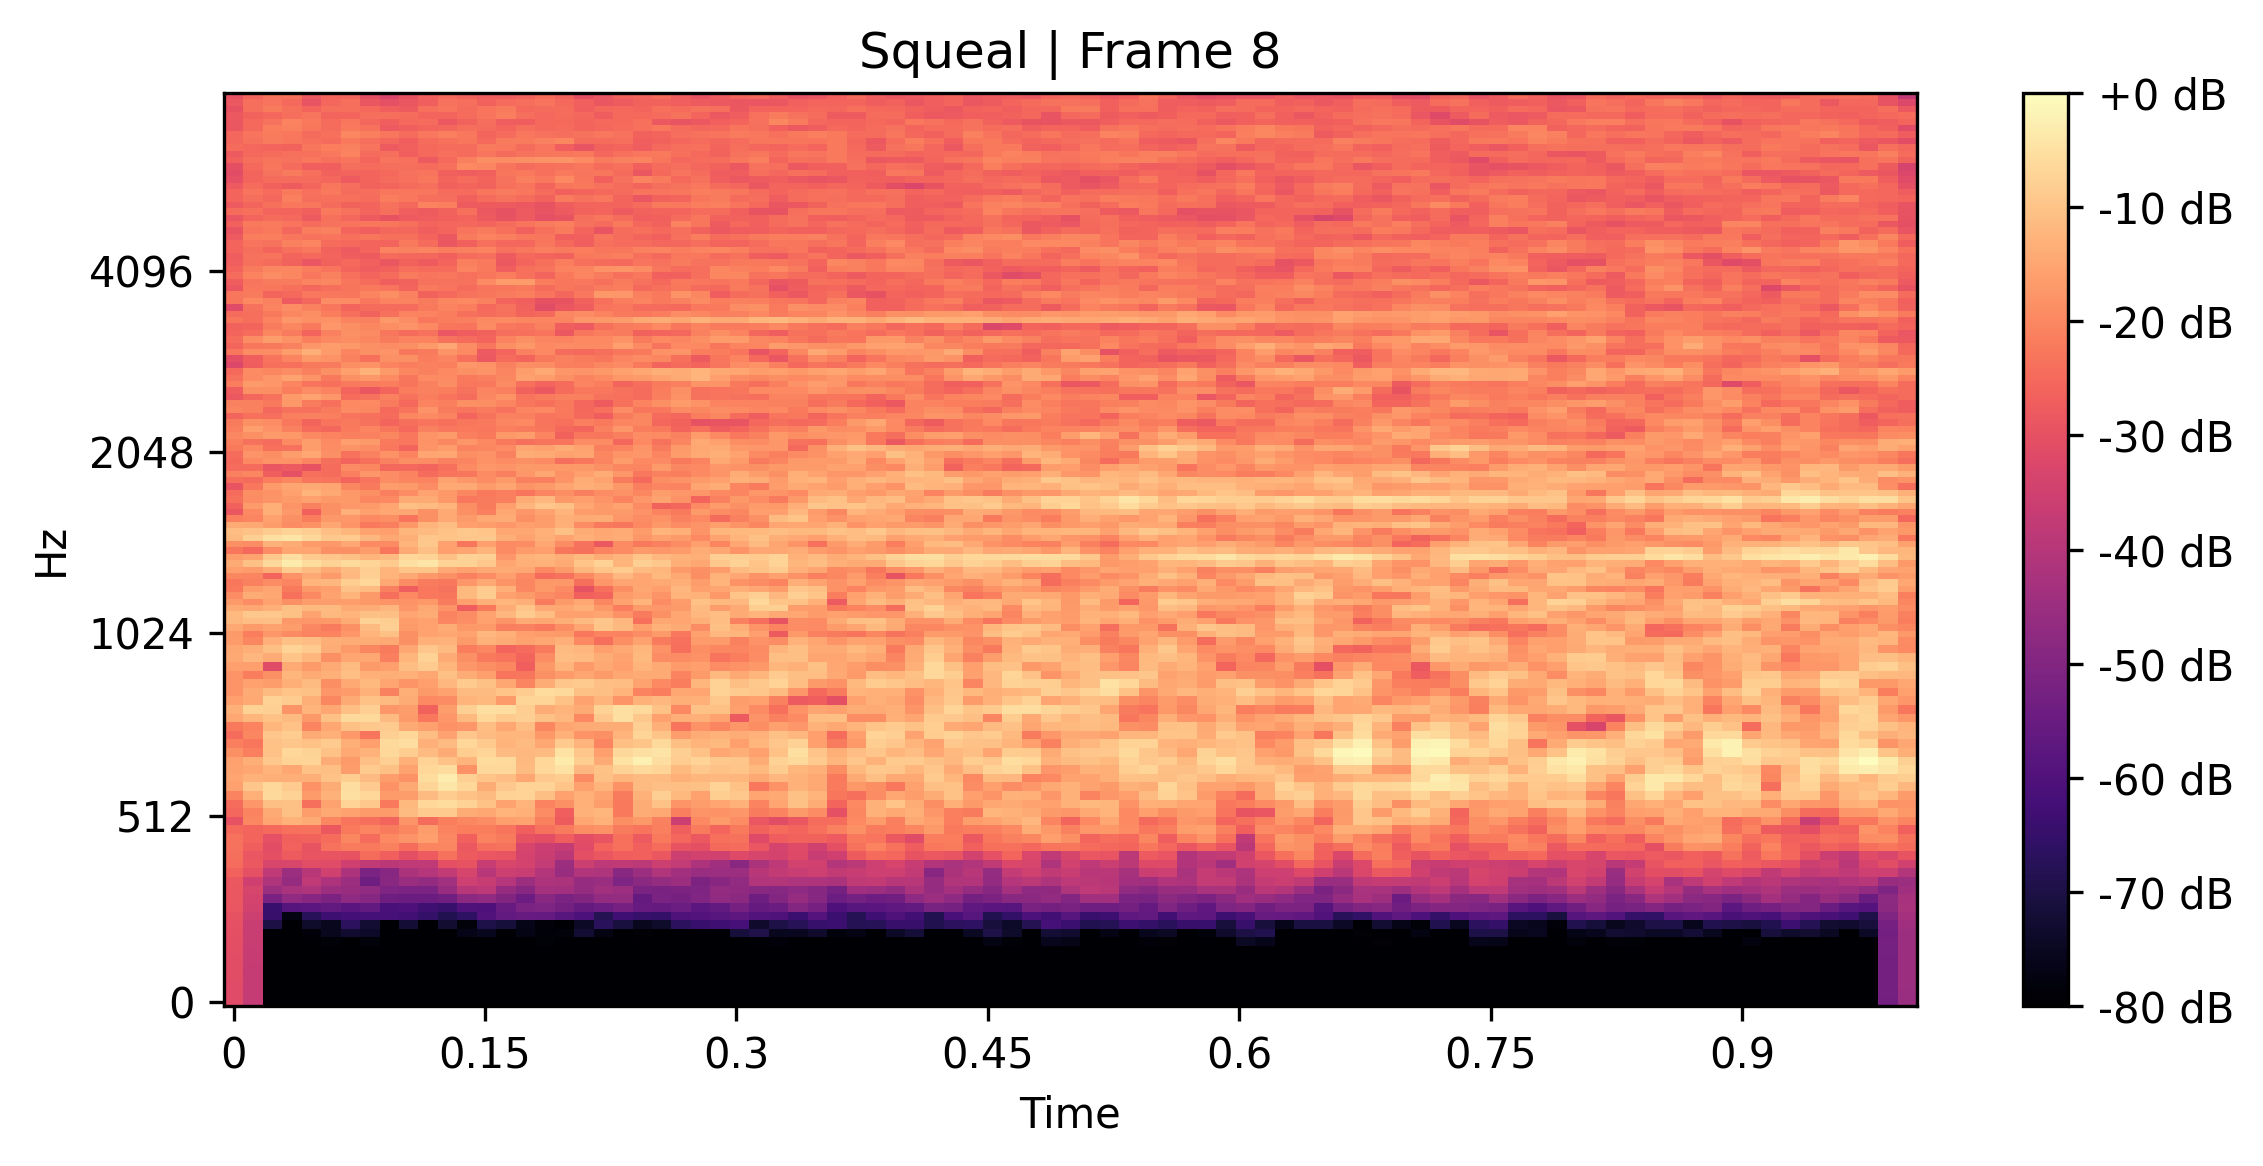 Squeal | Frame 8
Hz
4096
2048
1024
512
0
0 0.15 0.3 0.45 0.6 0.75 0.9
Time
+0 dB
-10 dB
-20 dB
-30 dB
-40 dB
-50 dB
-60 dB
-70 dB
-80 dB